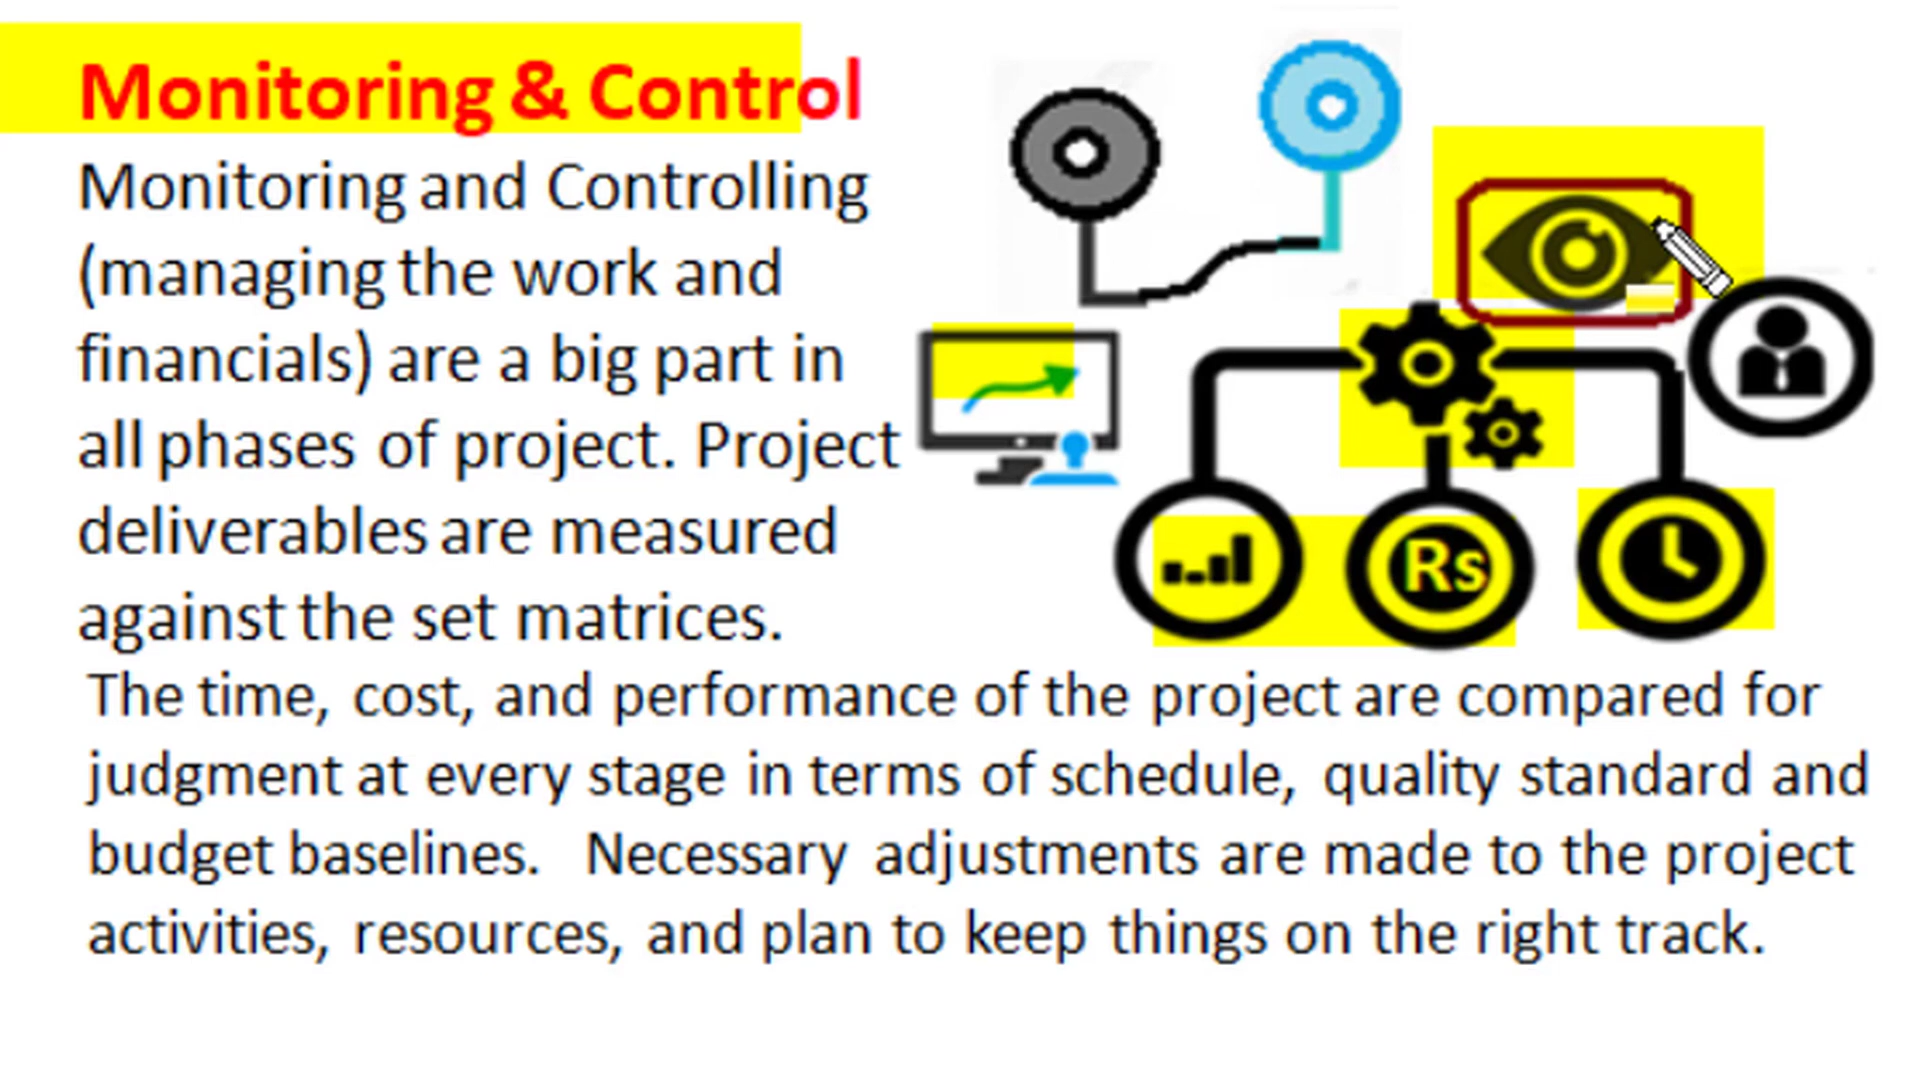 Monitoring & Control
Monitoring and Controlling
(managing the work and
financials) are a big part in
all phases of project. Project
deliverables are measured
against the set matrices.
Rs
The time, cost, and performance of the project are compared for
judgment at every stage in terms of schedule, quality standard and
budget baselines. Necessary adjustments are made to the project
activities, resources, and plan to keep things on the right track.